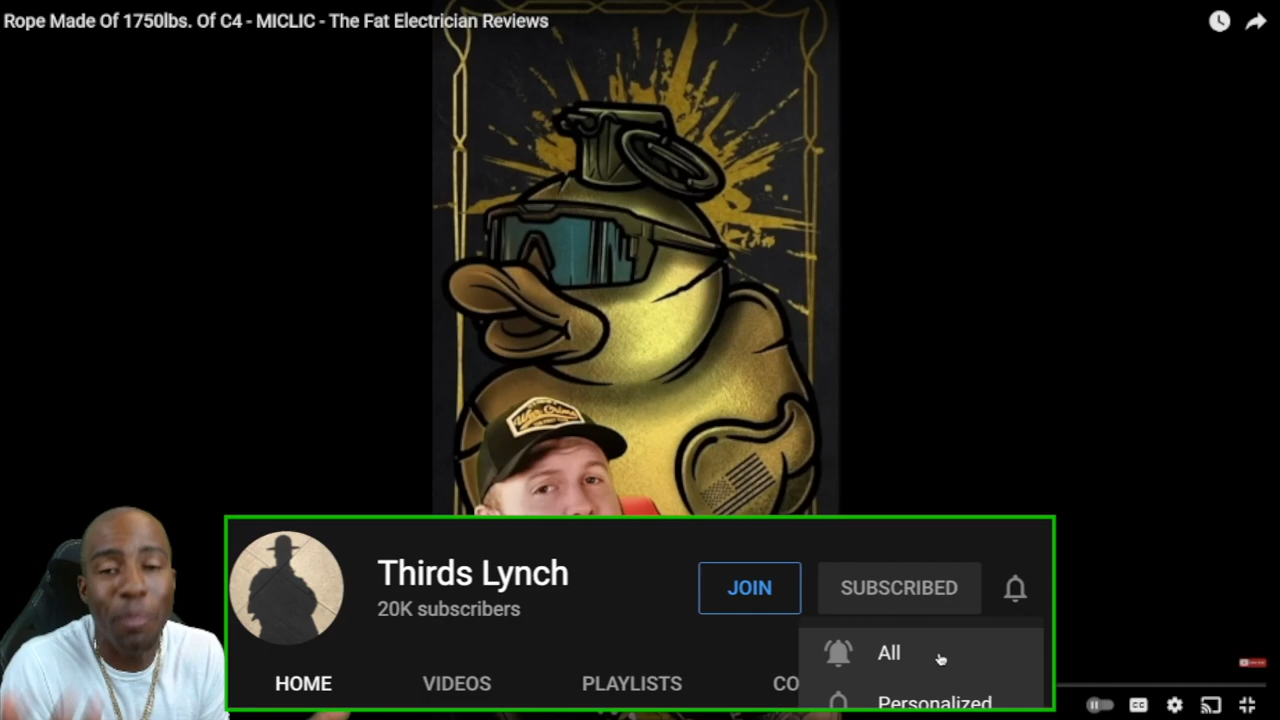 Rope Made Of 1750lbs. Of C4 - MICLIC - The Fat Electrician Reviews
Thirds Lynch
20K subscribers
JOIN
SUBSCRIBED
All
HOME
VIDEOS
PLAYLISTS
CO
Personalized
CC